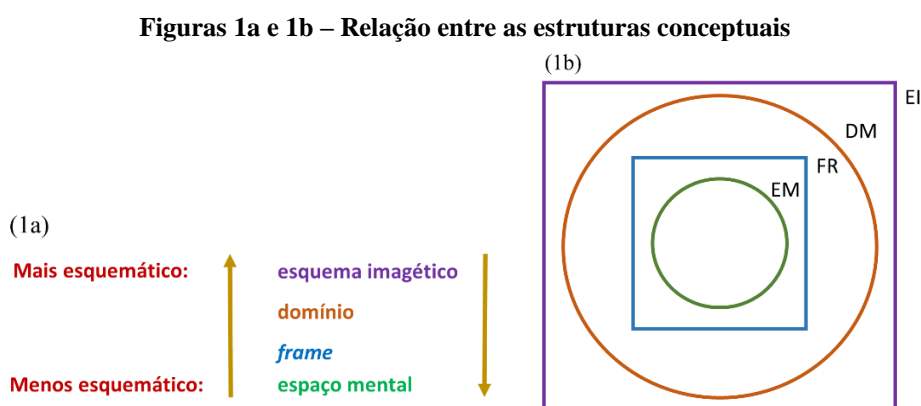 Figuras 1a e 1b – Relação entre as estruturas conceptuais
(1b)
EI
DM
FR
EM
(1a)
Mais esquemático: esquema imagético
domínio
frame
Menos esquemático: espaço mental